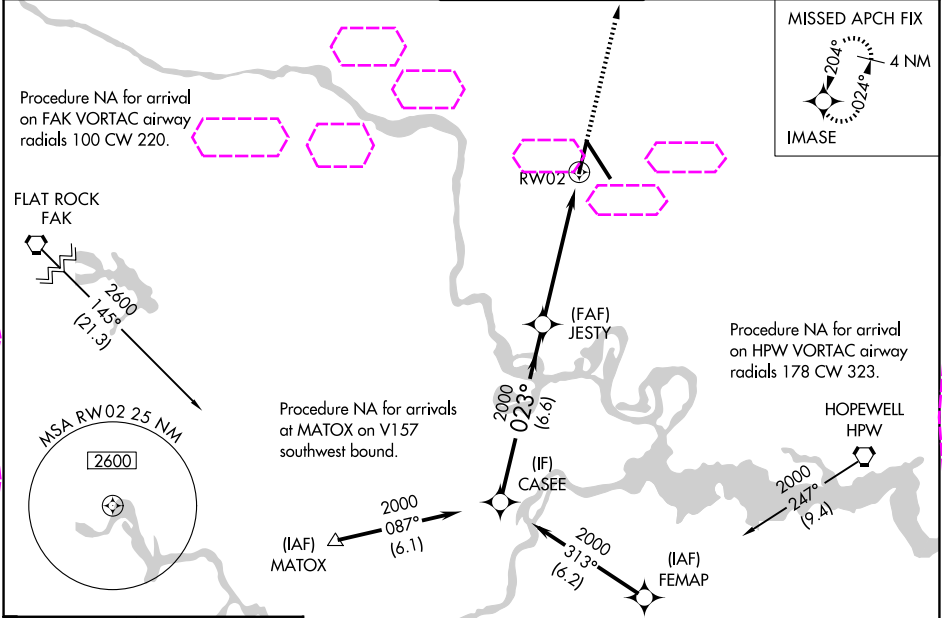 MISSED APCH FIX
204°
4 NM
024°
IMASE
Procedure NA for arrival
on FAK VORTAC airway
radials 100 CW 220.
RW02
FLAT ROCK
FAK
2600
145°
(21.3)
(FAF)
JESTY
Procedure NA for arrival
on HPW VORTAC airway
radials 178 CW 323.
2000
023°
(6.6)
MSA RW02 25 NM
2600
Procedure NA for arrivals
at MATOX on V157
southwest bound.
HOPEWELL
HPW
2000
247°
(9.4)
(IF)
CASEE
2000
087°
(6.1)
(IAF)
MATOX
2000
313°
(6.2)
(IAF)
FEMAP